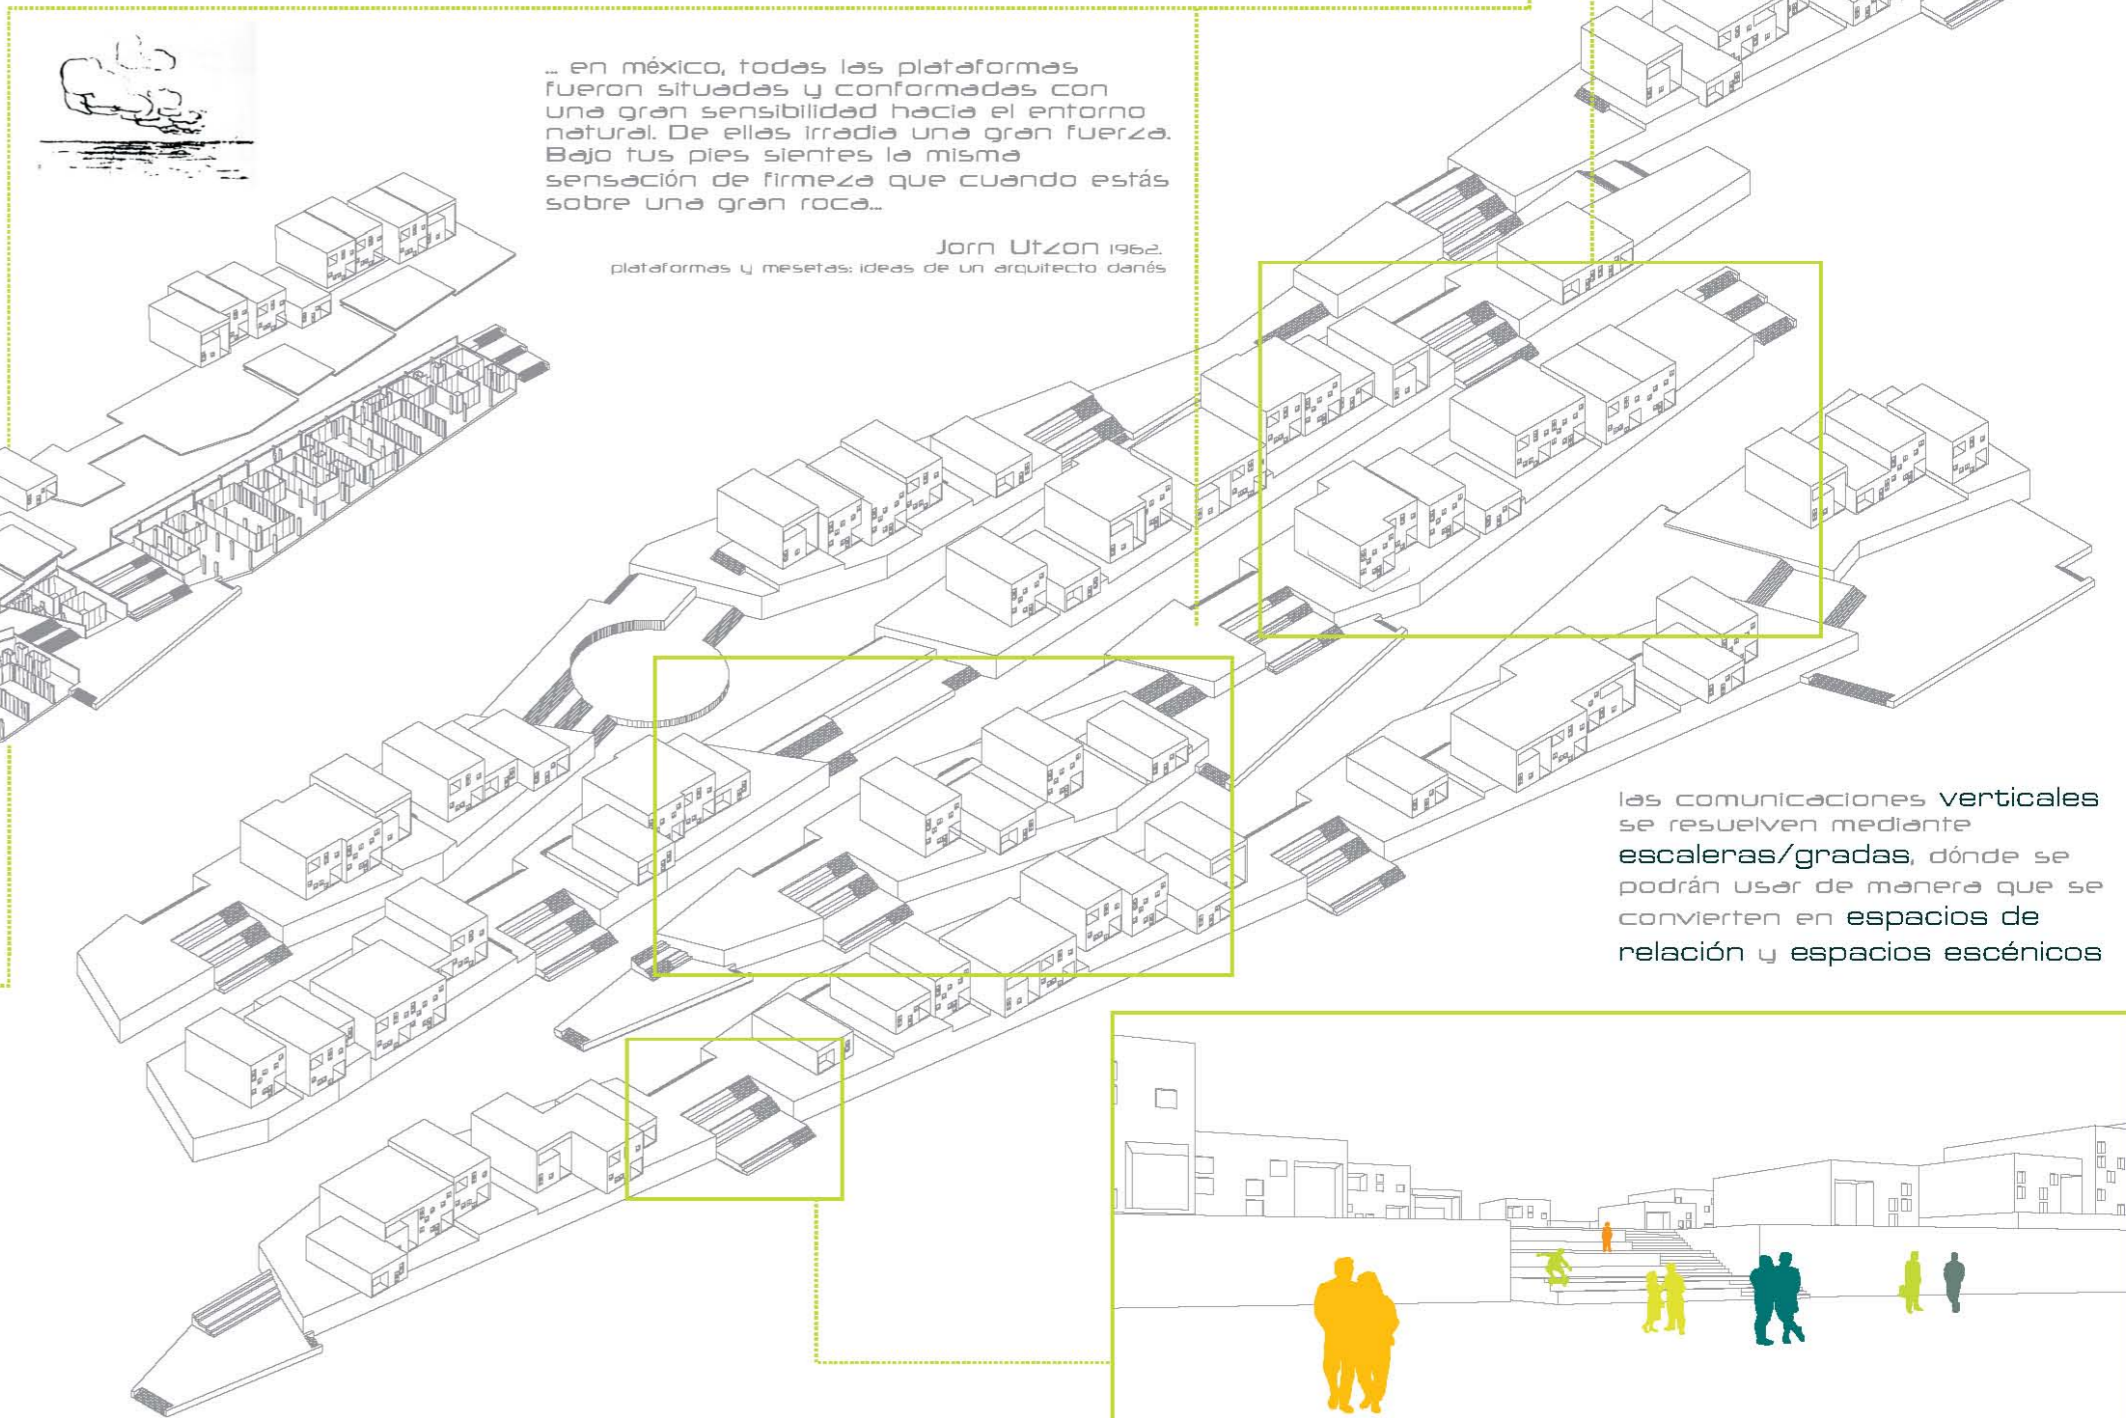 ... en méxico, todas las plataformas
fueron situadas y conformadas con
una gran sensibilidad hacia el entorno
natural. De ellas irradia una gran fuerza.
Bajo tus pies sientes la misma
sensación de firmeza que cuando estás
sobre una gran roca...
Jorn Utzon 1962.
plataformas y mesetas: ideas de un arquitecto danés
las comunicaciones verticales
se resuelven mediante
escaleras/gradas, dónde se
podrán usar de manera que se
convierten en espacios de
relación y espacios escénicos